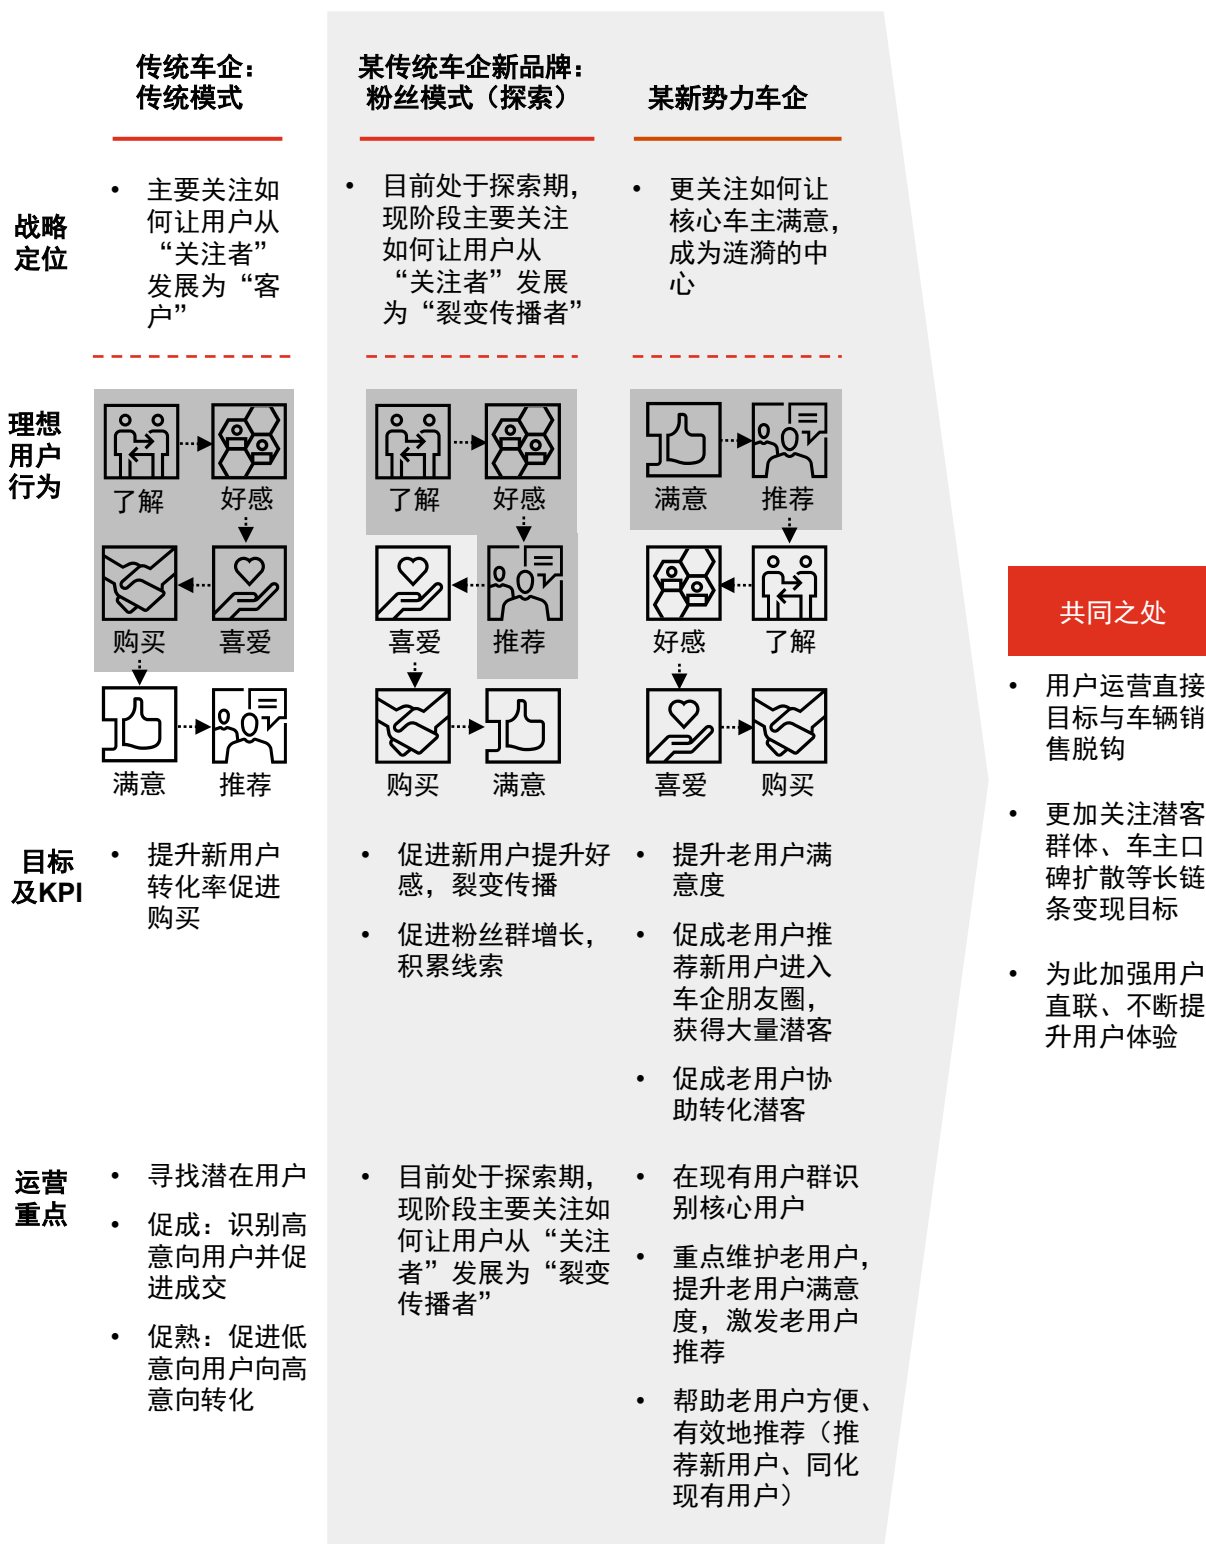 传统车企：
传统模式
某传统车企新品牌：
粉丝模式（探索）
某新势力车企
战略
定位
• 主要关注如
何让用户从
“关注者”
发展为“客
户”
• 目前处于探索期，
现阶段主要关注
如何让用户从
“关注者”发展
为“裂变传播者”
• 更关注如何让
核心车主满意，
成为涟漪的中
心
理想
用户
行为
了解
好感
购买
喜爱
满意
推荐
了解
好感
喜爱
推荐
购买
满意
满意
推荐
好感
了解
喜爱
购买
目标
及KPI
• 提升新用户
转化率促进
购买
• 促进新用户提升好
感，裂变传播
• 促进粉丝群增长，
积累线索
• 提升老用户满
意度
• 促成老用户推
荐新用户进入
车企朋友圈，
获得大量潜客
• 促成老用户协
助转化潜客
运营
重点
• 寻找潜在用户
• 促成：识别高
意向用户并促
进成交
• 促熟：促进低
意向用户向高
意向转化
• 目前处于探索期，
现阶段主要关注如
何让用户从“关注
者”发展为“裂变
传播者”
• 在现有用户群识
别核心用户
• 重点维护老用户，
提升老用户满意
度，激发老用户
推荐
• 帮助老用户方便、
有效地推荐（推
荐新用户、同化
现有用户）
共同之处
• 用户运营直接
目标与车辆销
售脱钩
• 更加关注潜客
群体、车主口
碑扩散等长链
条变现目标
• 为此加强用户
直联、不断提
升用户体验